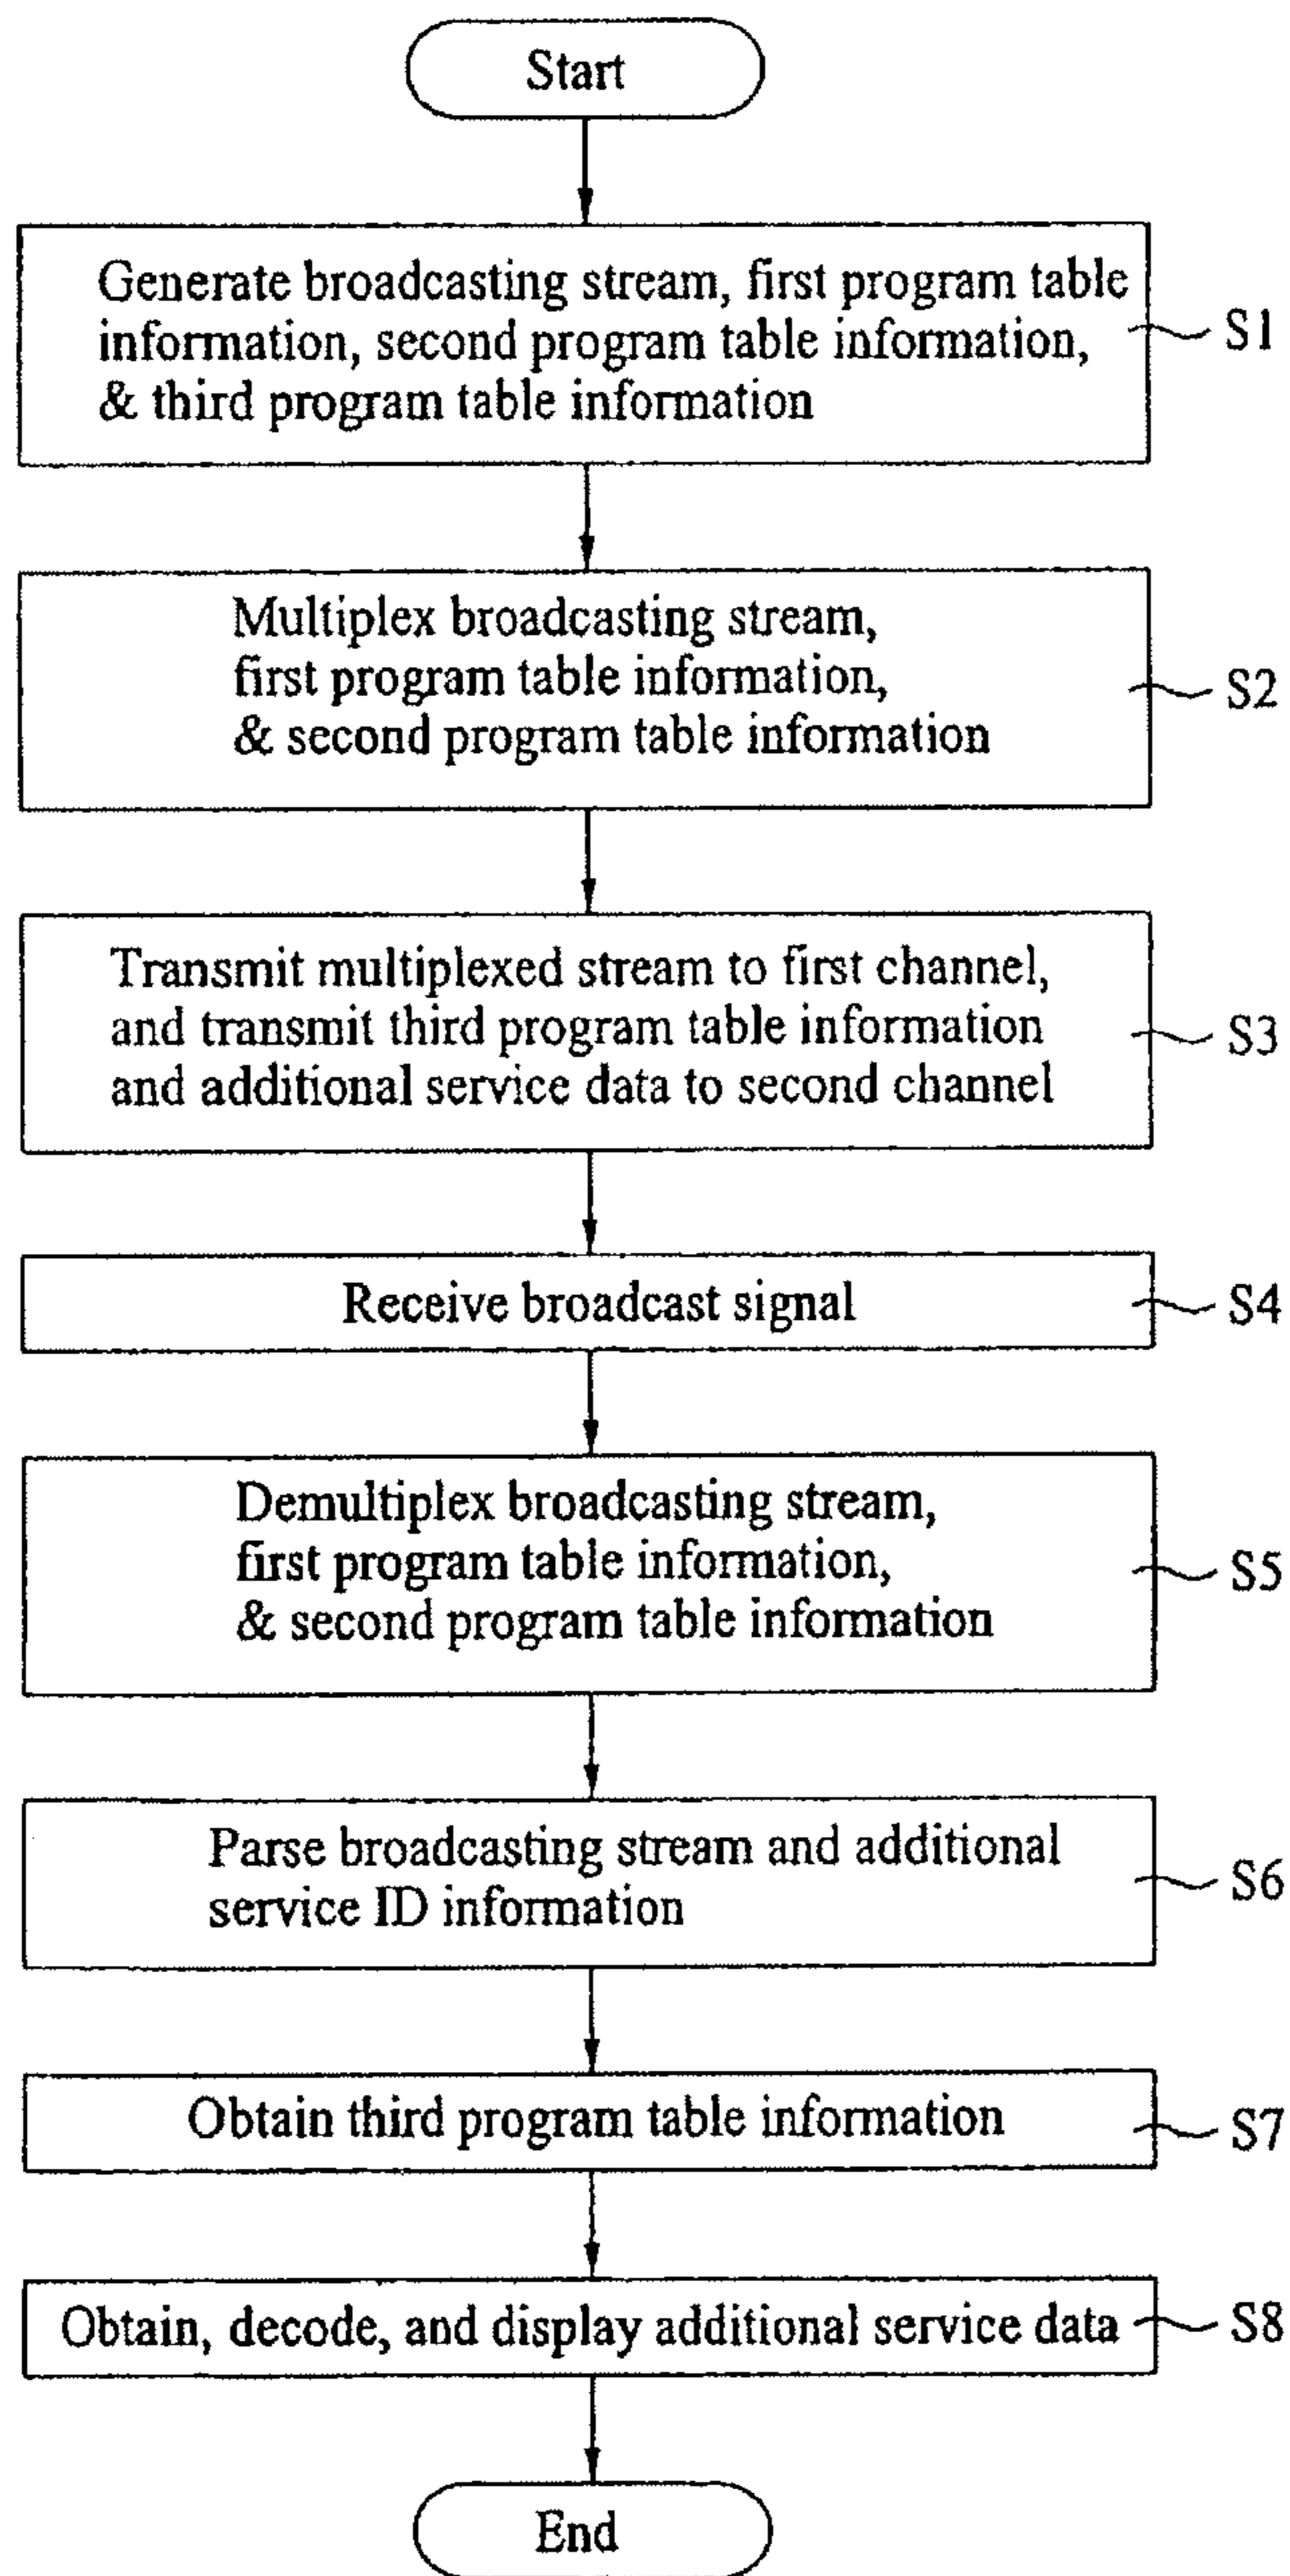 Start
Generate broadcasting stream, first program table
information, second program table information,
& third program table information
S1
Multiplex broadcasting stream,
first program table information,
& second program table information
S2
Transmit multiplexed stream to first channel,
and transmit third program table information
and additional service data to second channel
S3
Receive broadcast signal
S4
Demultiplex broadcasting stream,
first program table information,
& second program table information
S5
Parse broadcasting stream and additional
service ID information
S6
Obtain third program table information
S7
Obtain, decode, and display additional service data
S8
End